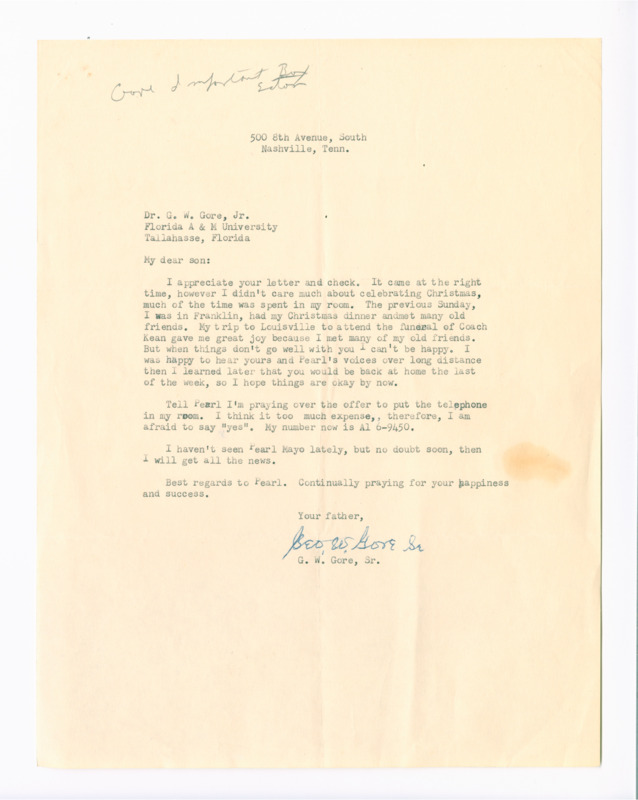 Gore Important Box
500 8th Avenue, South
Nashville, Tenn.
Dr. G. W. Gore, Jr.
Florida A & M University
Tallahasse, Florida
My dear son:
I appreciate your letter and check. It came at the right
time, however I didn't care much about celebrating Christmas,
much of the time was spent in my room. The previous Sunday,
I was in Franklin, had my Christmas dinner andmet many old
friends. My trip to Louisville to attend the funeral of Coach
Kean gave me great joy because I met many of my old friends.
But when things don't go well with you I can't be happy. I
was happy to hear yours and Pearl's voices over long distance
then I learned later that you would be back at home the last
of the week, so I hope things are okay by now.
Tell Pearl I'm praying over the offer to put the telephone
in my room. I think it too much expense,, therefore, I am
afraid to say "yes". My number now is Al 6-9450.
I haven't seen Pearl Mayo lately, but no doubt soon, then
I will get all the news.
Best regards to Pearl. Continually praying for your happiness
and success.
Your father,
Geo. W. Gore Sr
G. W. Gore, Sr.